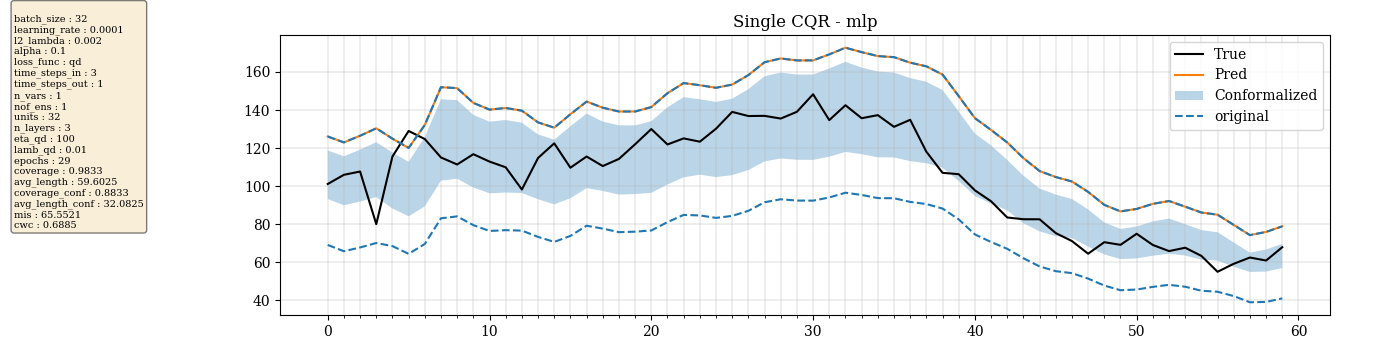 Single CQR - mlp
batch_size : 32
learning_rate : 0.0001
l2_lambda : 0.002
alpha : 0.1
loss_func : qd
time_steps_in : 3
time_steps_out : 1
n_vars : 1
nof_ens : 1
units : 32
n_layers : 3
eta_qd : 100
lamb_qd : 0.01
epochs : 29
coverage : 0.9833
avg_length : 59.6025
coverage_conf : 0.8833
avg_length_conf : 32.0825
mis : 65.5521
cwc : 0.6885
True
Pred
Conformalized
original
160
140
120
100
80
60
40
0 10 20 30 40 50 60